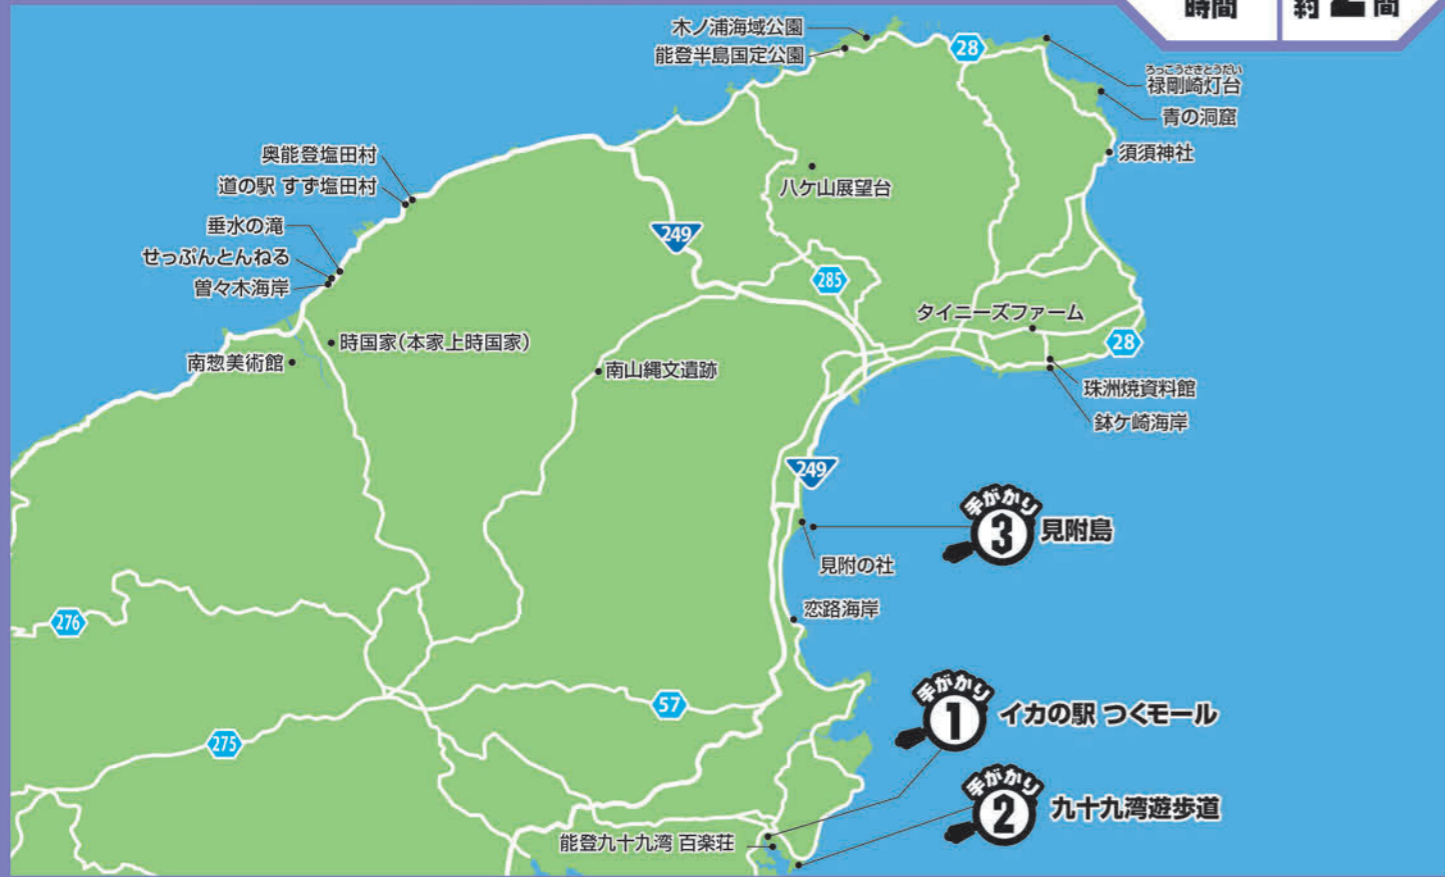 時間
約2時間
木ノ浦海域公園
能登半島国定公園
28
ろっこうさきとうだい
禄剛崎灯台
青の洞窟
須須神社
奥能登塩田村
道の駅 すず塩田村
八ケ山展望台
垂水の滝
249
せっぷんとんねる
曽々木海岸
285
タイニーズファーム
時国家(本家上時国家)
28
南惣美術館
南山縄文遺跡
珠洲焼資料館
鉢ケ崎海岸
249
手がかり
3 見附島
見附の社
恋路海岸
276
手がかり
57
1 イカの駅 つくモール
275
手がかり
2 九十九湾遊歩道
能登九十九湾 百楽荘